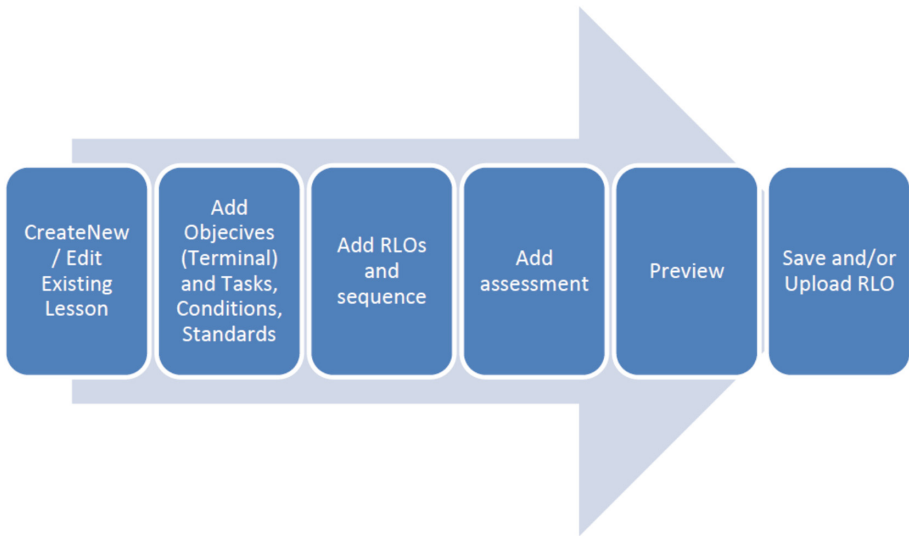 CreateNew
/ Edit
Existing
Lesson
Add
Objecives
(Terminal)
and Tasks,
Conditions,
Standards
Add RLOs
and
sequence
Add
assessment
Preview
Save and/or
Upload RLO